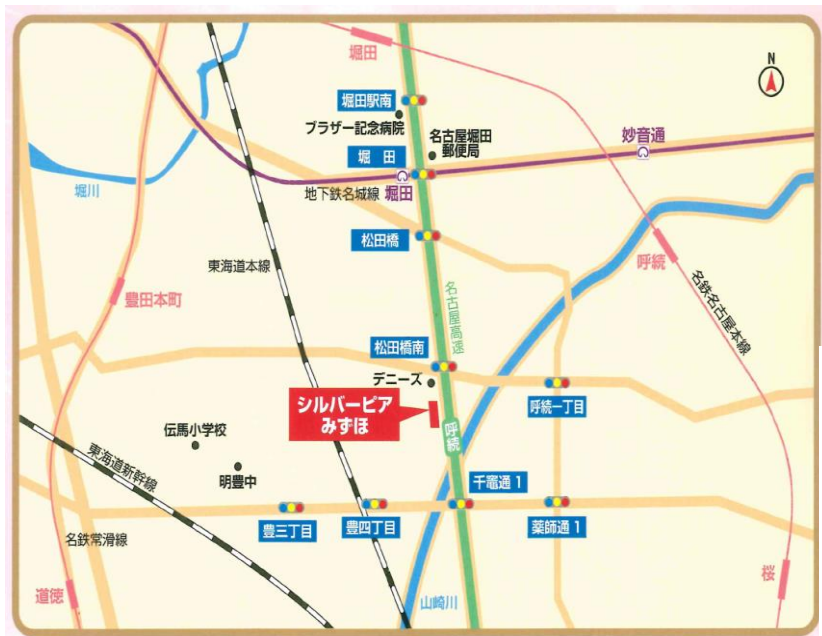 堀田
N
堀田駅南
ブラザー記念病院
名古屋堀田
郵便局
妙音通
堀 田
堀川
地下鉄名城線
堀田
松田橋
東海道本線
呼続
名鉄名古屋本線
豊田本町
名古屋高速
松田橋南
デニーズ
シルバーピア
みずほ
呼続一丁目
呼続
伝馬小学校
明豊中
東海道新幹線
千竈通1
豊三丁目
豊四丁目
薬師通1
名鉄常滑線
道徳
山崎川
桜